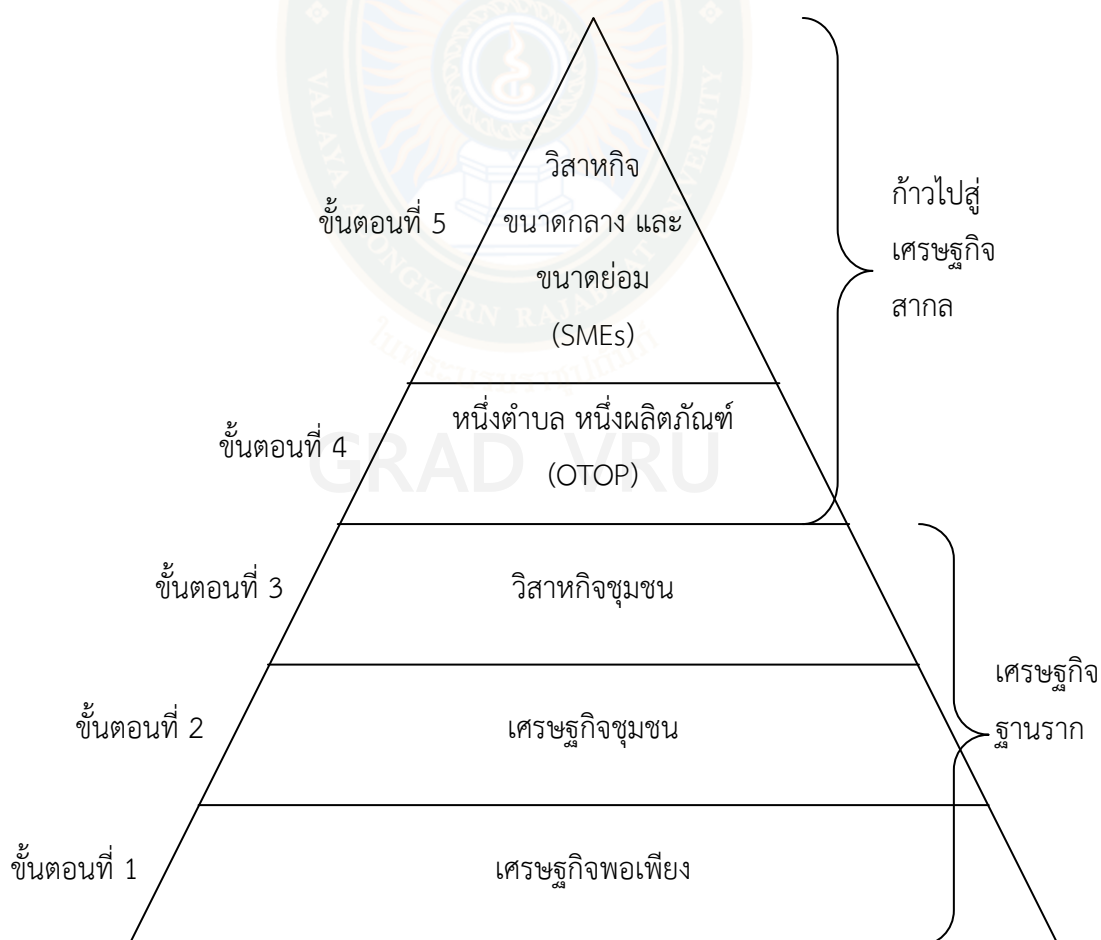 วิสาหกิจ
ขั้นตอนที่ 5
ขนาดกลาง และ
ขนาดย่อม
(SMEs)
ก้าวไปสู่
เศรษฐกิจ
สากล
หนึ่งตำบล หนึ่งผลิตภัณฑ์
ขั้นตอนที่ 4
(OTOP)
GRAD VRU
ขั้นตอนที่ 3
วิสาหกิจชุมชน
เศรษฐกิจ
ฐานราก
ขั้นตอนที่ 2
เศรษฐกิจชุมชน
ขั้นตอนที่ 1
เศรษฐกิจพอเพียง